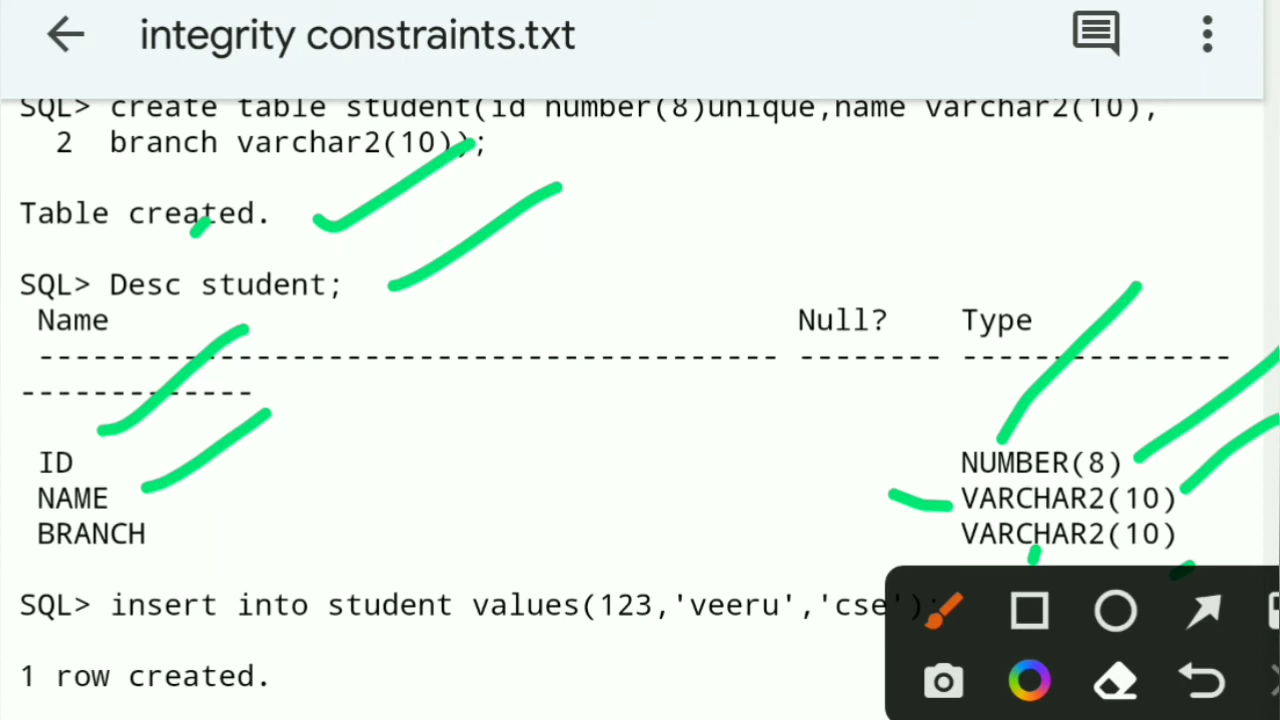 integrity constraints.txt
SQL> create table student(id number(8)unique,name varchar2(10),
2 branch varchar2(10));
Table created.
SQL> Desc student;
Name Null? Type
----------------------------------------- -------- ---------------
-------------
ID NUMBER(8)
NAME VARCHAR2(10)
BRANCH VARCHAR2(10)
SQL> insert into student values(123,'veeru','cse');
1 row created.